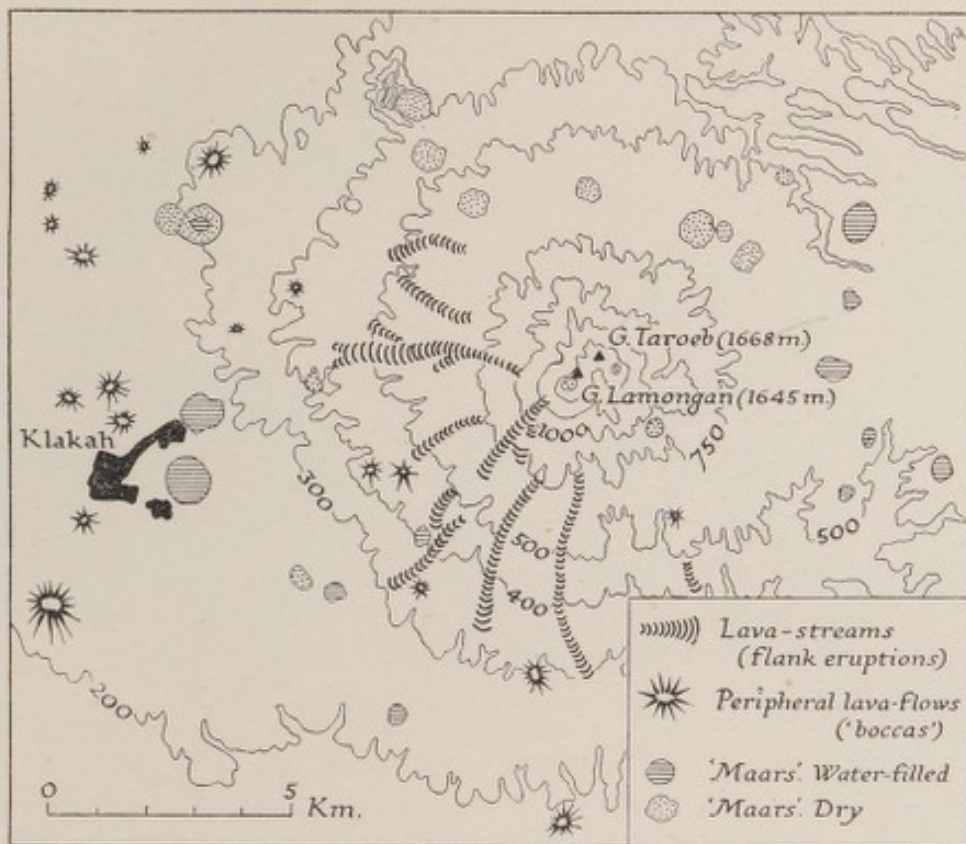 G. Taroeb (1668 m.)
G. Lamongan (1645 m.)
1000
750
Klakah
300
500
500
400
200
Lava-streams
(flank eruptions)
Peripheral lava-flows
('boccas')
'Maars'. Water-filled
'Maars'. Dry
0 5 Km.